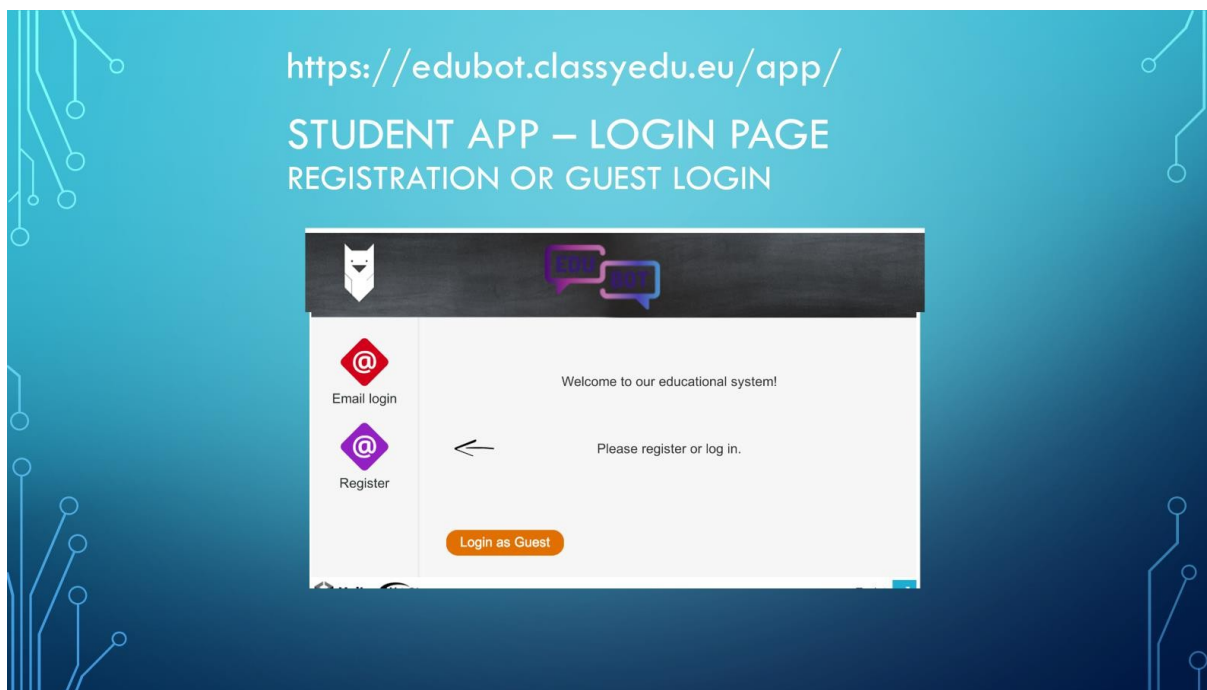 https://edubot.classyedu.eu/app/
STUDENT APP – LOGIN PAGE
REGISTRATION OR GUEST LOGIN
EDU
BOT
@
Email login
Welcome to our educational system!
@
Register
Please register or log in.
Login as Guest